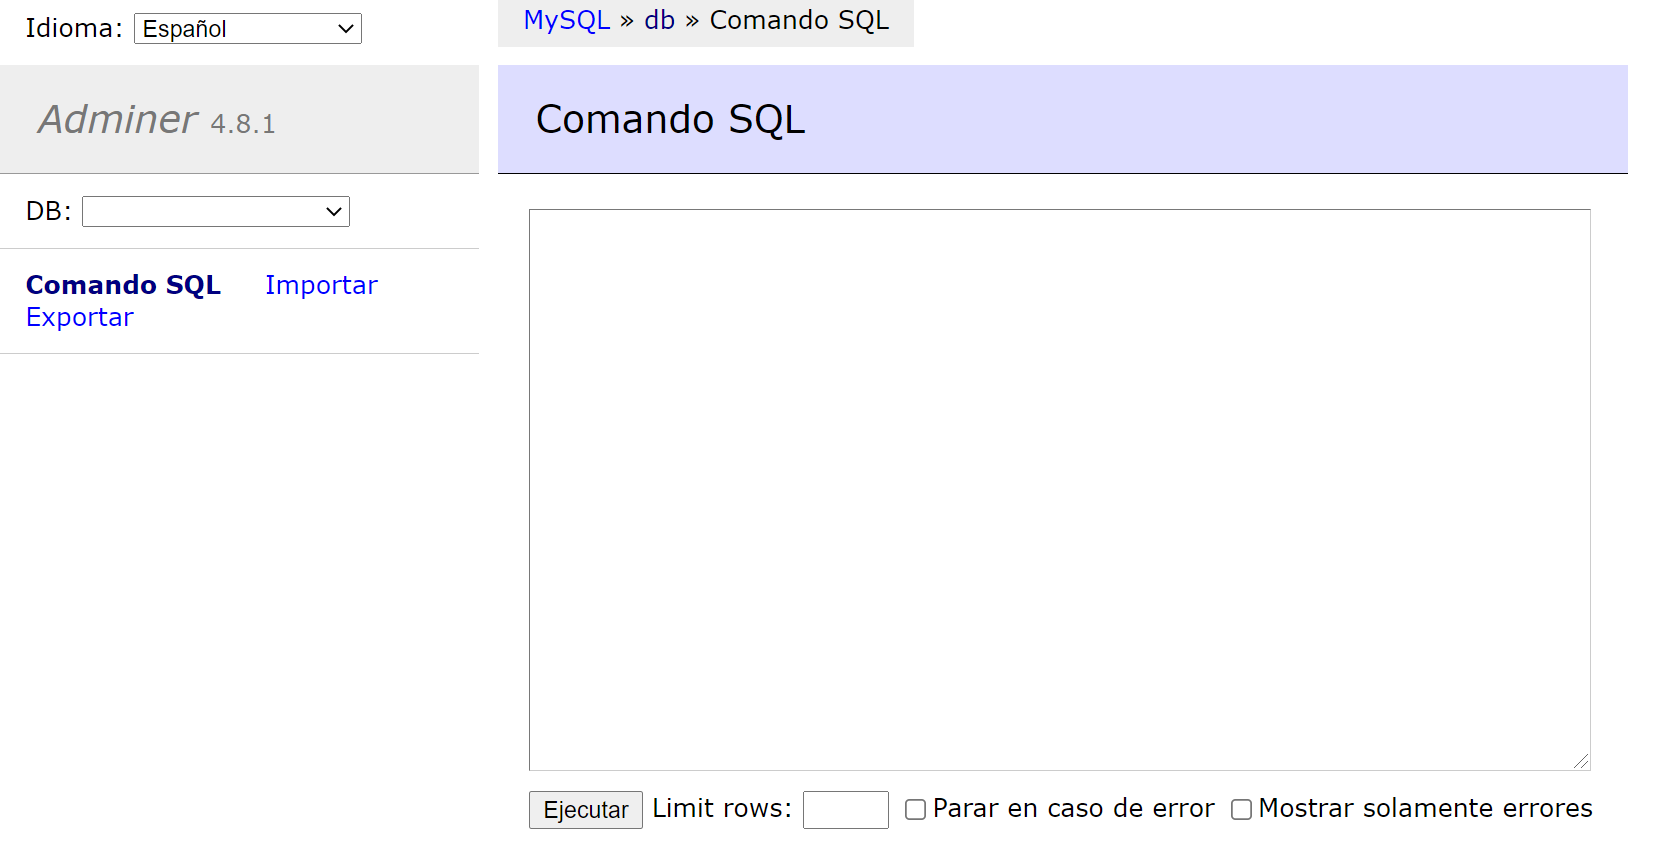 Idioma: Español
MySQL » db » Comando SQL
Adminer 4.8.1
Comando SQL
DB:
Comando SQL Importar
Exportar
Ejecutar Limit rows: Parar en caso de error Mostrar solamente errores